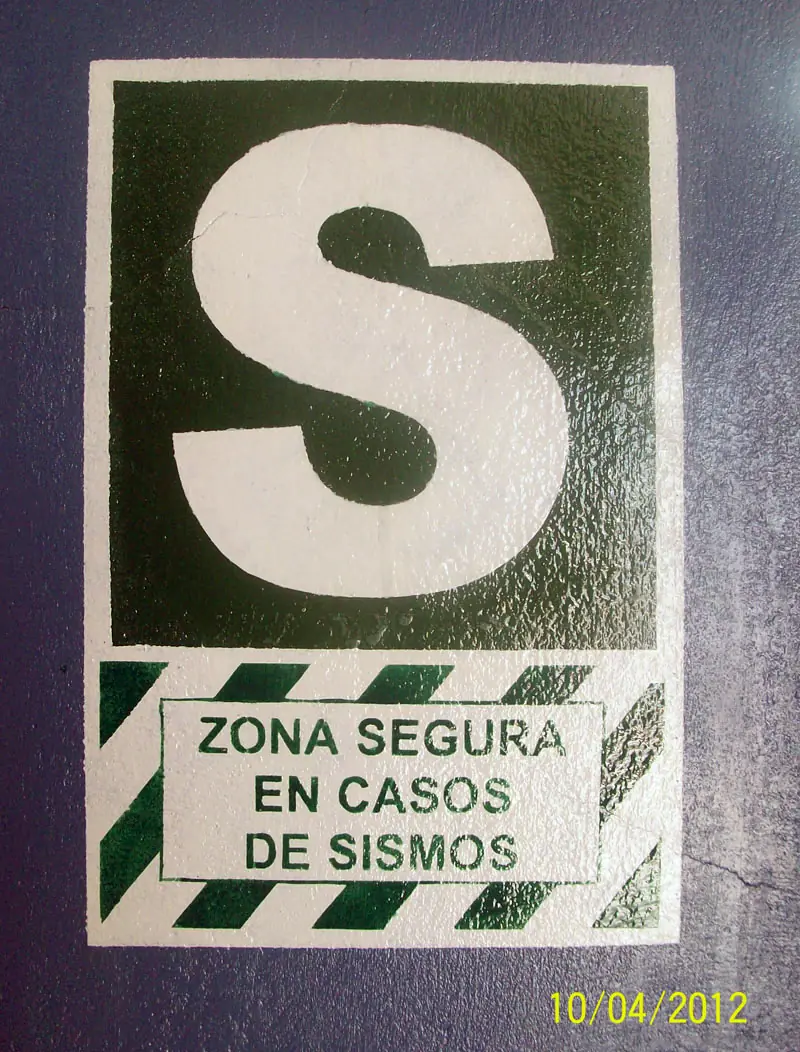 S
ZONA SEGURA
EN CASOS
DE SISMOS
10/04/2012